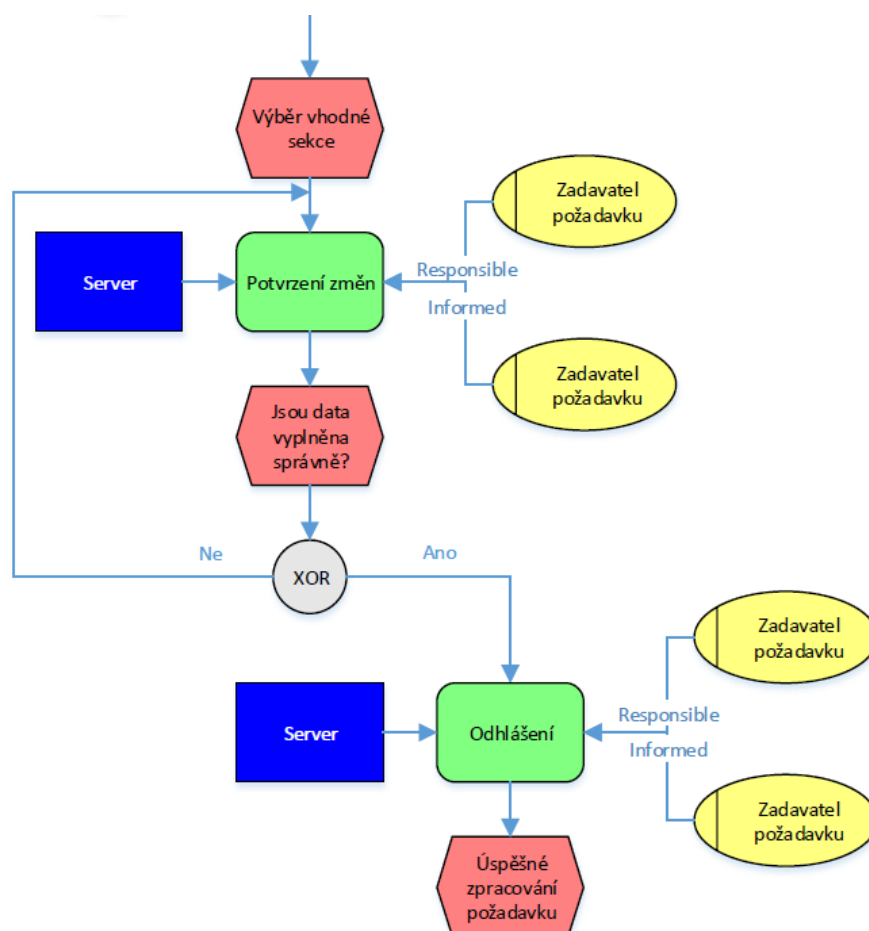 Výběr vhodné
sekce
Zadavatel
požadavku
Server
Potvrzení změn
Responsible
Informed
Zadavatel
požadavku
Jsou data
vyplněna
správně?
Ne
XOR
Ano
Zadavatel
požadavku
Server
Odhlášení
Responsible
Informed
Zadavatel
požadavku
Úspěšné
zpracování
požadavku